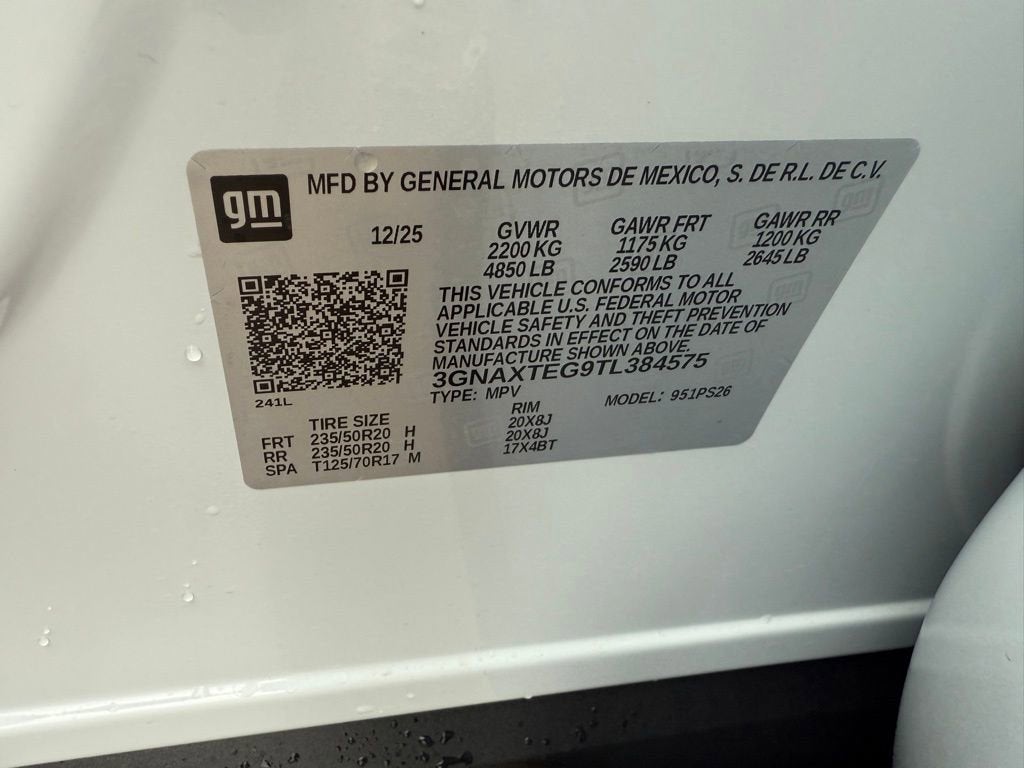 gm
MFD BY GENERAL MOTORS DE MEXICO, S. DE R.L. DE C.V.
12/25 GVWR GAWR FRT GAWR RR
2200 KG 1175 KG 1200 KG
4850 LB 2590 LB 2645 LB
THIS VEHICLE CONFORMS TO ALL
APPLICABLE U.S. FEDERAL MOTOR
VEHICLE SAFETY AND THEFT PREVENTION
STANDARDS IN EFFECT ON THE DATE OF
MANUFACTURE SHOWN ABOVE.
3GNAXTEG9TL384575
TYPE: MPV MODEL: 951PS26
241L
TIRE SIZE RIM
FRT 235/50R20 H 20X8J
RR 235/50R20 H 20X8J
SPA T125/70R17 M 17X4BT